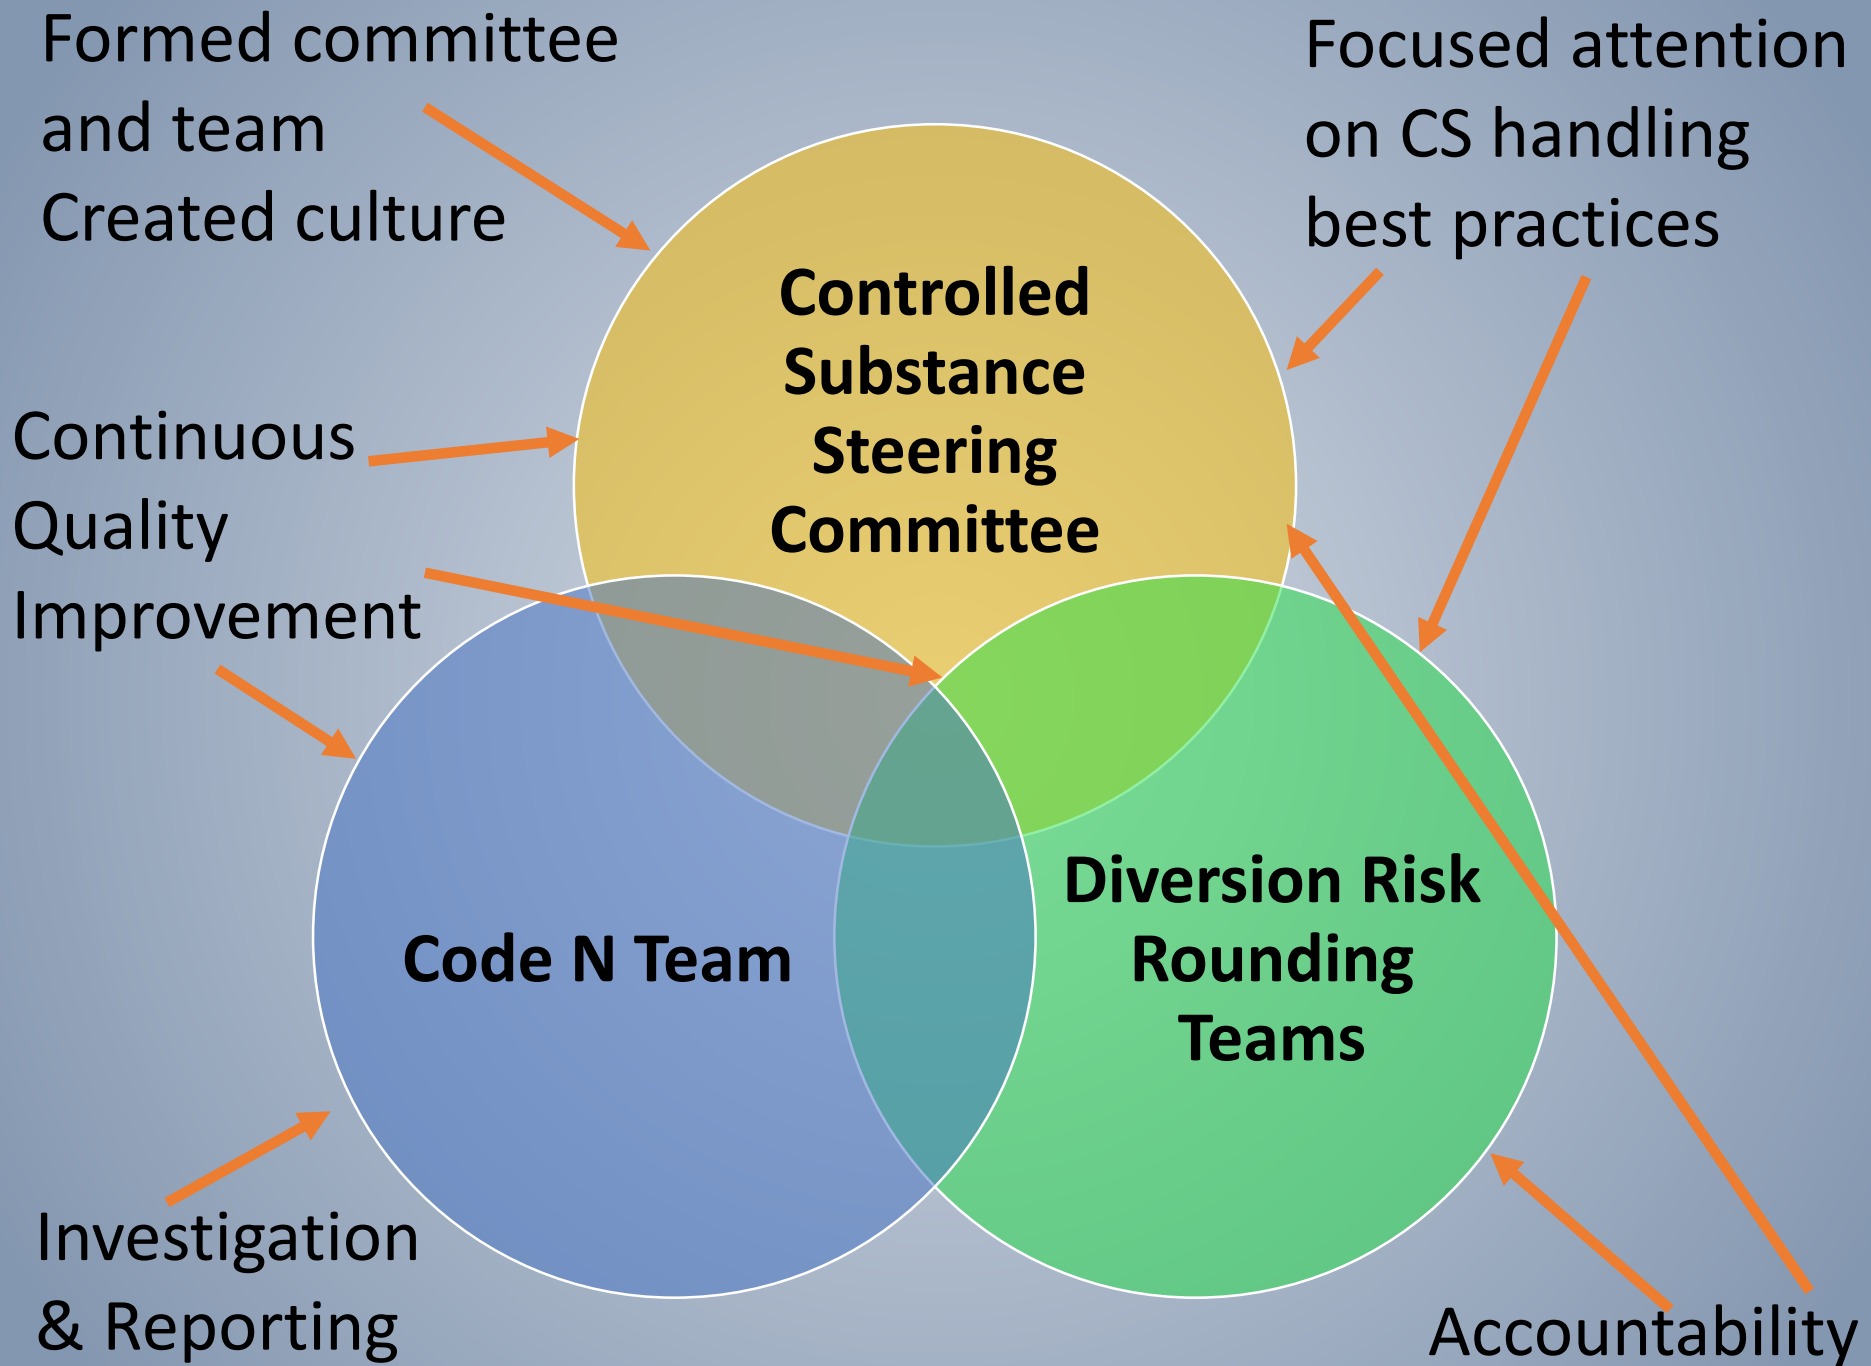 Formed committee
and team
Created culture
Focused attention
on CS handling
best practices
Controlled
Substance
Steering
Committee
Continuous
Quality
Improvement
Code N Team
Diversion Risk
Rounding
Teams
Investigation
& Reporting
Accountability